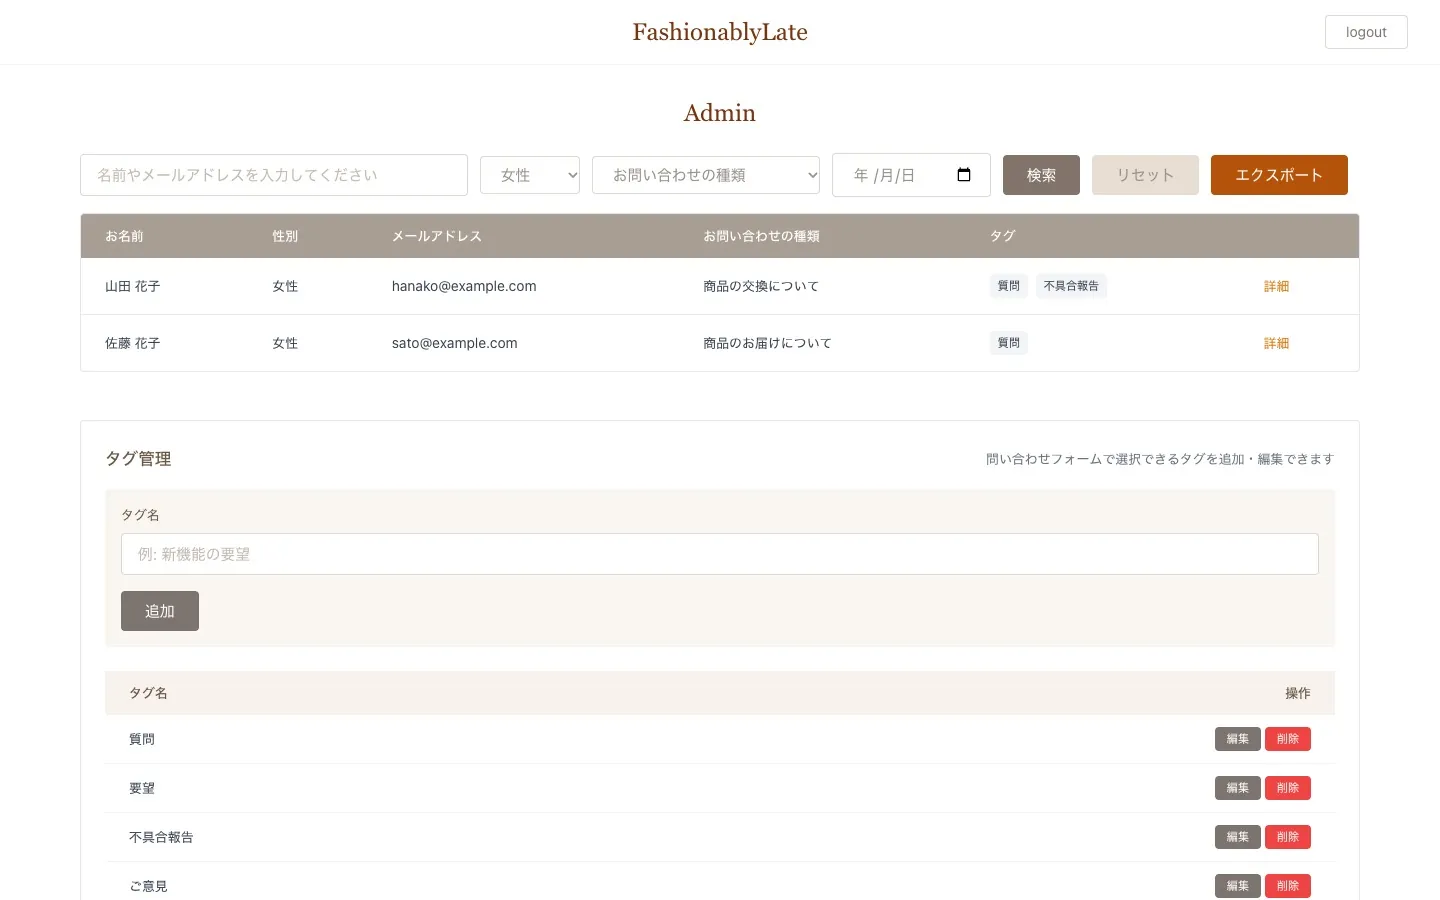 FashionablyLate
logout
Admin
名前やメールアドレスを入力してください 女性 お問い合わせの種類 年 /月/日 検索 リセット エクスポート
お名前 性別 メールアドレス お問い合わせの種類 タグ
山田 花子 女性 hanako@example.com 商品の交換について 質問 不具合報告 詳細
佐藤 花子 女性 sato@example.com 商品のお届けについて 質問 詳細
タグ管理 問い合わせフォームで選択できるタグを追加・編集できます
タグ名
例: 新機能の要望
追加
タグ名 操作
質問 編集 削除
要望 編集 削除
不具合報告 編集 削除
ご意見 編集 削除